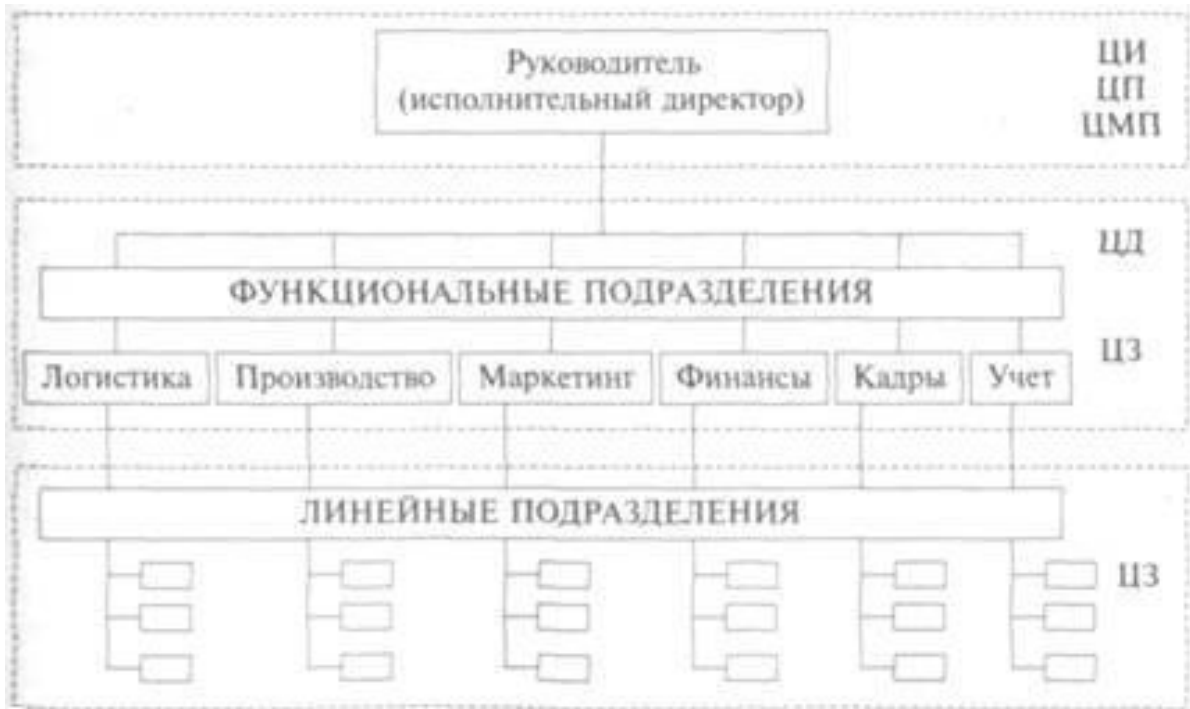 Руководитель
(исполнительный директор)
ЦИ
ЦП
ЦМП
ЦД
ФУНКЦИОНАЛЬНЫЕ ПОДРАЗДЕЛЕНИЯ
ЦЗ
Логистика Производство Маркетинг Финансы Кадры Учет
ЛИНЕЙНЫЕ ПОДРАЗДЕЛЕНИЯ
ЦЗ